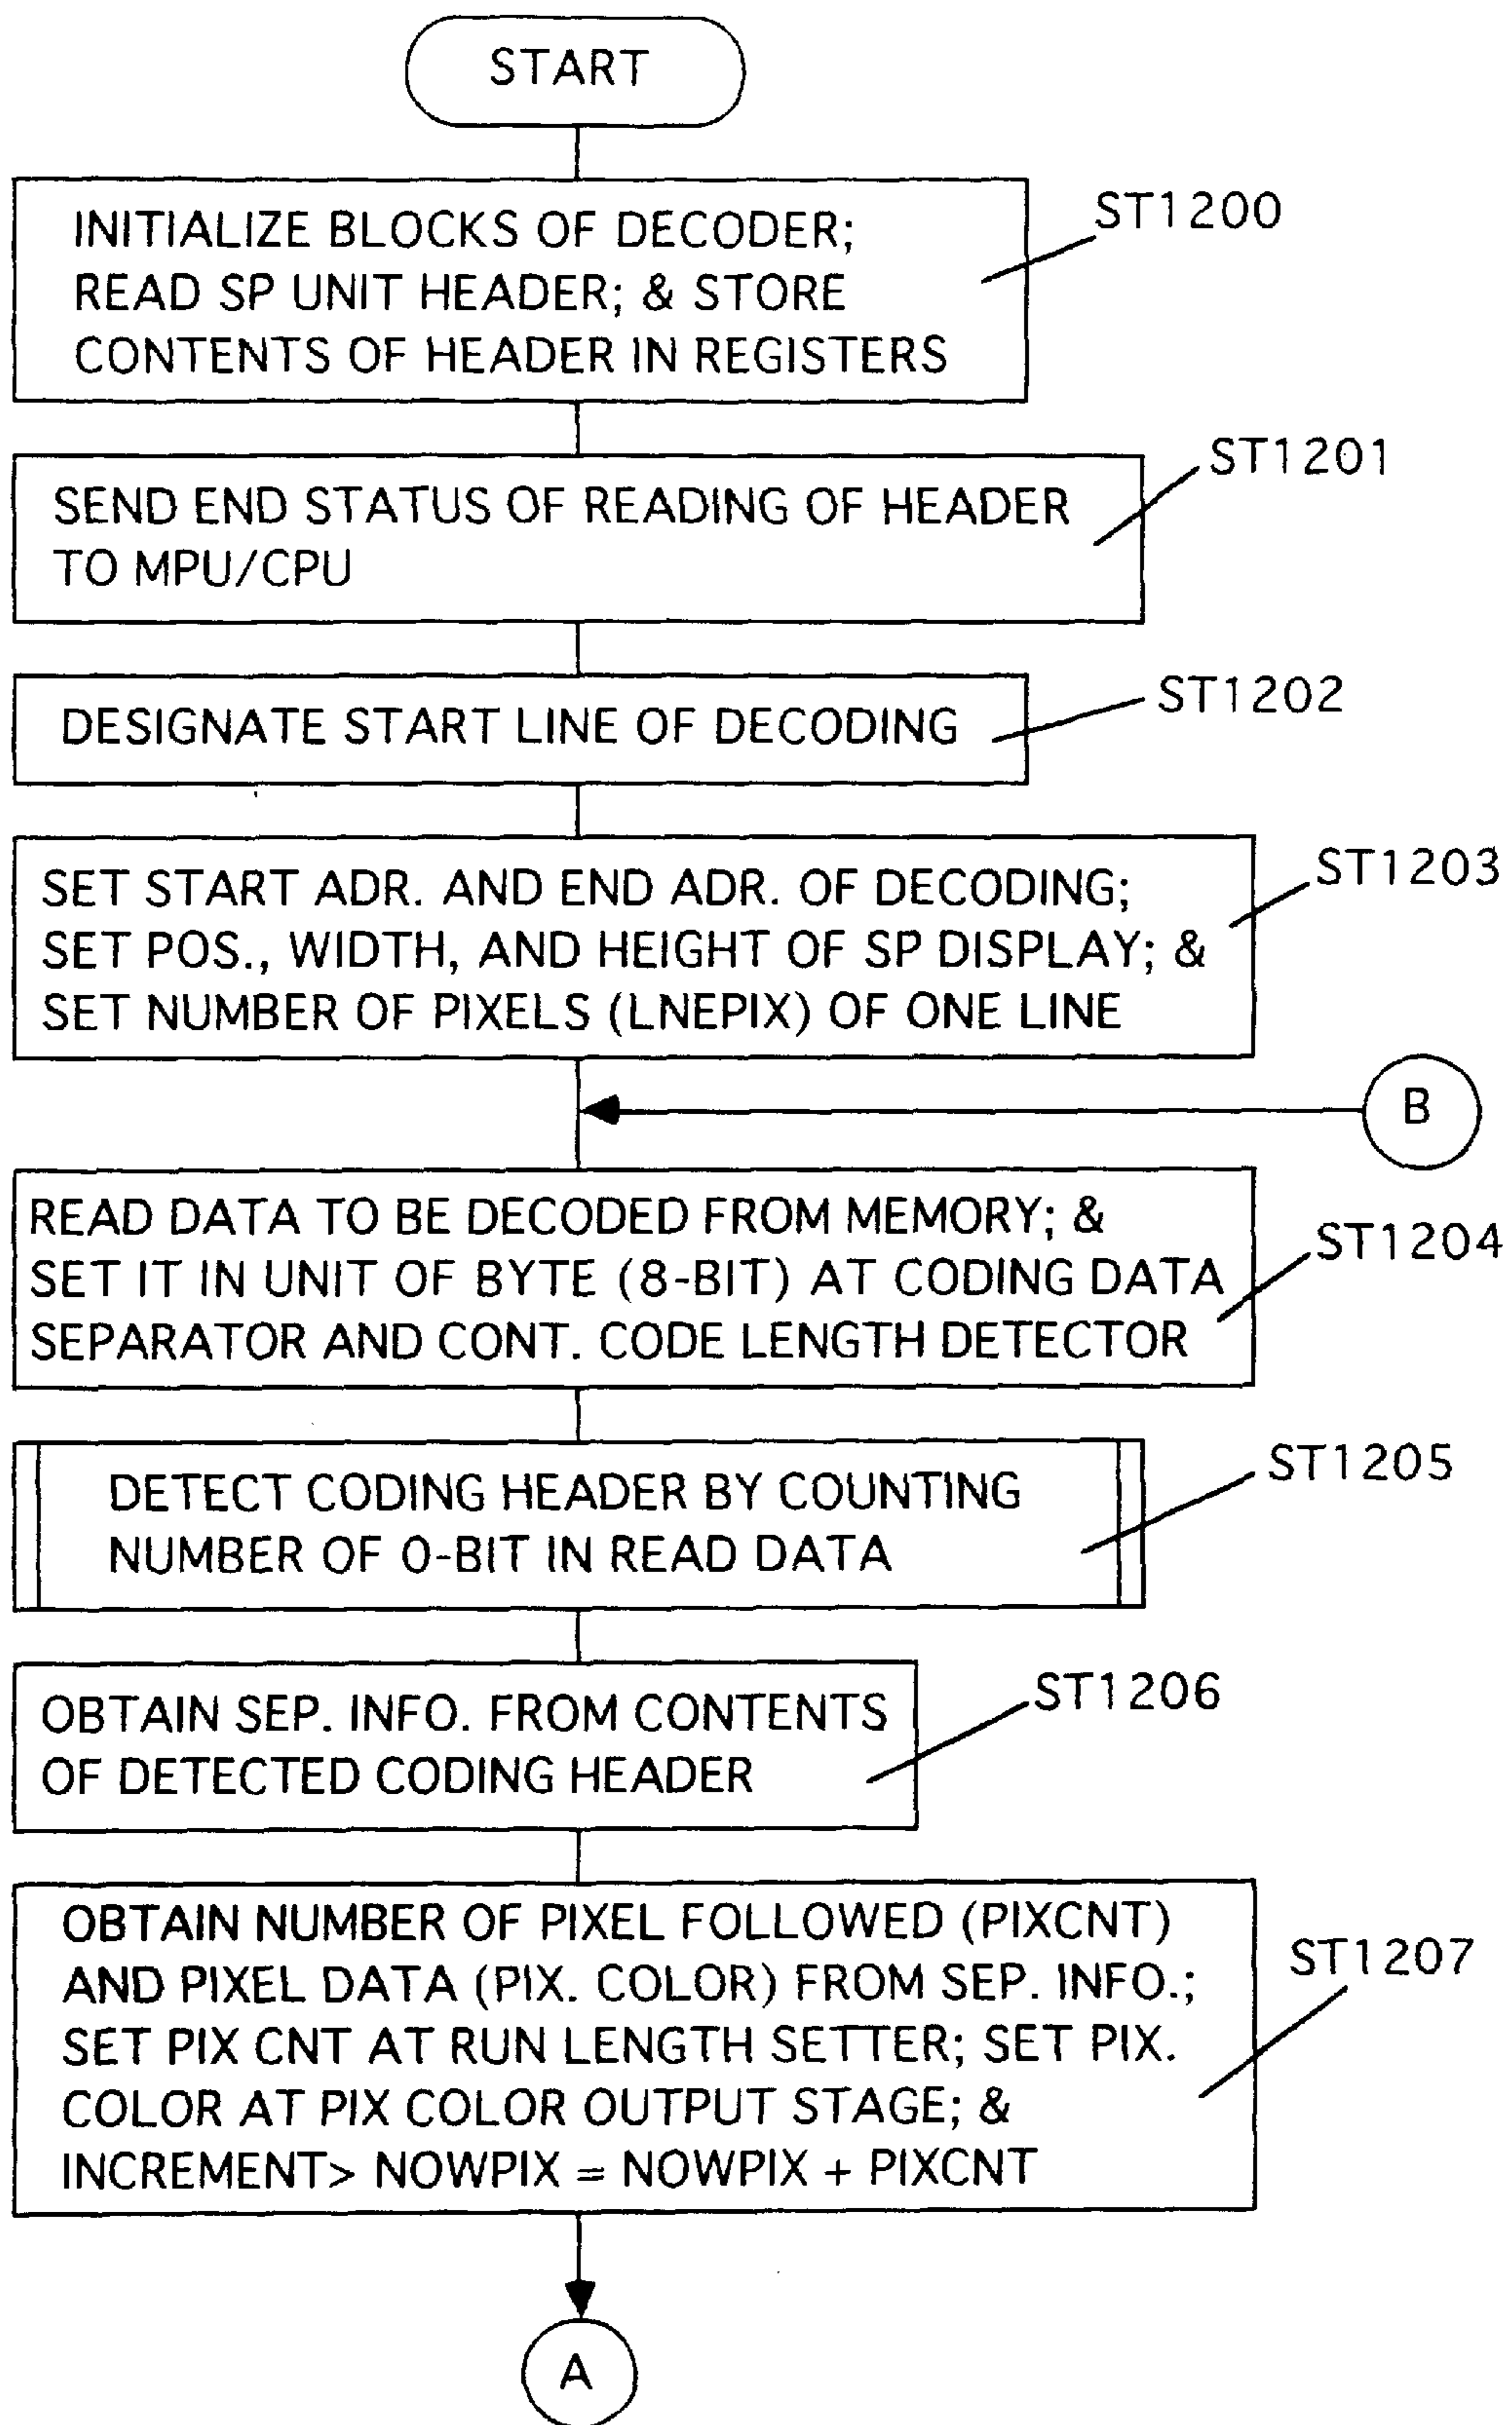 START
INITIALIZE BLOCKS OF DECODER;
READ SP UNIT HEADER; & STORE
CONTENTS OF HEADER IN REGISTERS
ST1200
SEND END STATUS OF READING OF HEADER
TO MPU/CPU
ST1201
DESIGNATE START LINE OF DECODING
ST1202
SET START ADR. AND END ADR. OF DECODING;
SET POS., WIDTH, AND HEIGHT OF SP DISPLAY; &
SET NUMBER OF PIXELS (LNEPIX) OF ONE LINE
ST1203
B
READ DATA TO BE DECODED FROM MEMORY; &
SET IT IN UNIT OF BYTE (8-BIT) AT CODING DATA
SEPARATOR AND CONT. CODE LENGTH DETECTOR
ST1204
DETECT CODING HEADER BY COUNTING
NUMBER OF 0-BIT IN READ DATA
ST1205
OBTAIN SEP. INFO. FROM CONTENTS
OF DETECTED CODING HEADER
ST1206
OBTAIN NUMBER OF PIXEL FOLLOWED (PIXCNT)
AND PIXEL DATA (PIX. COLOR) FROM SEP. INFO.;
SET PIX CNT AT RUN LENGTH SETTER; SET PIX.
COLOR AT PIX COLOR OUTPUT STAGE; &
INCREMENT> NOWPIX = NOWPIX + PIXCNT
ST1207
A